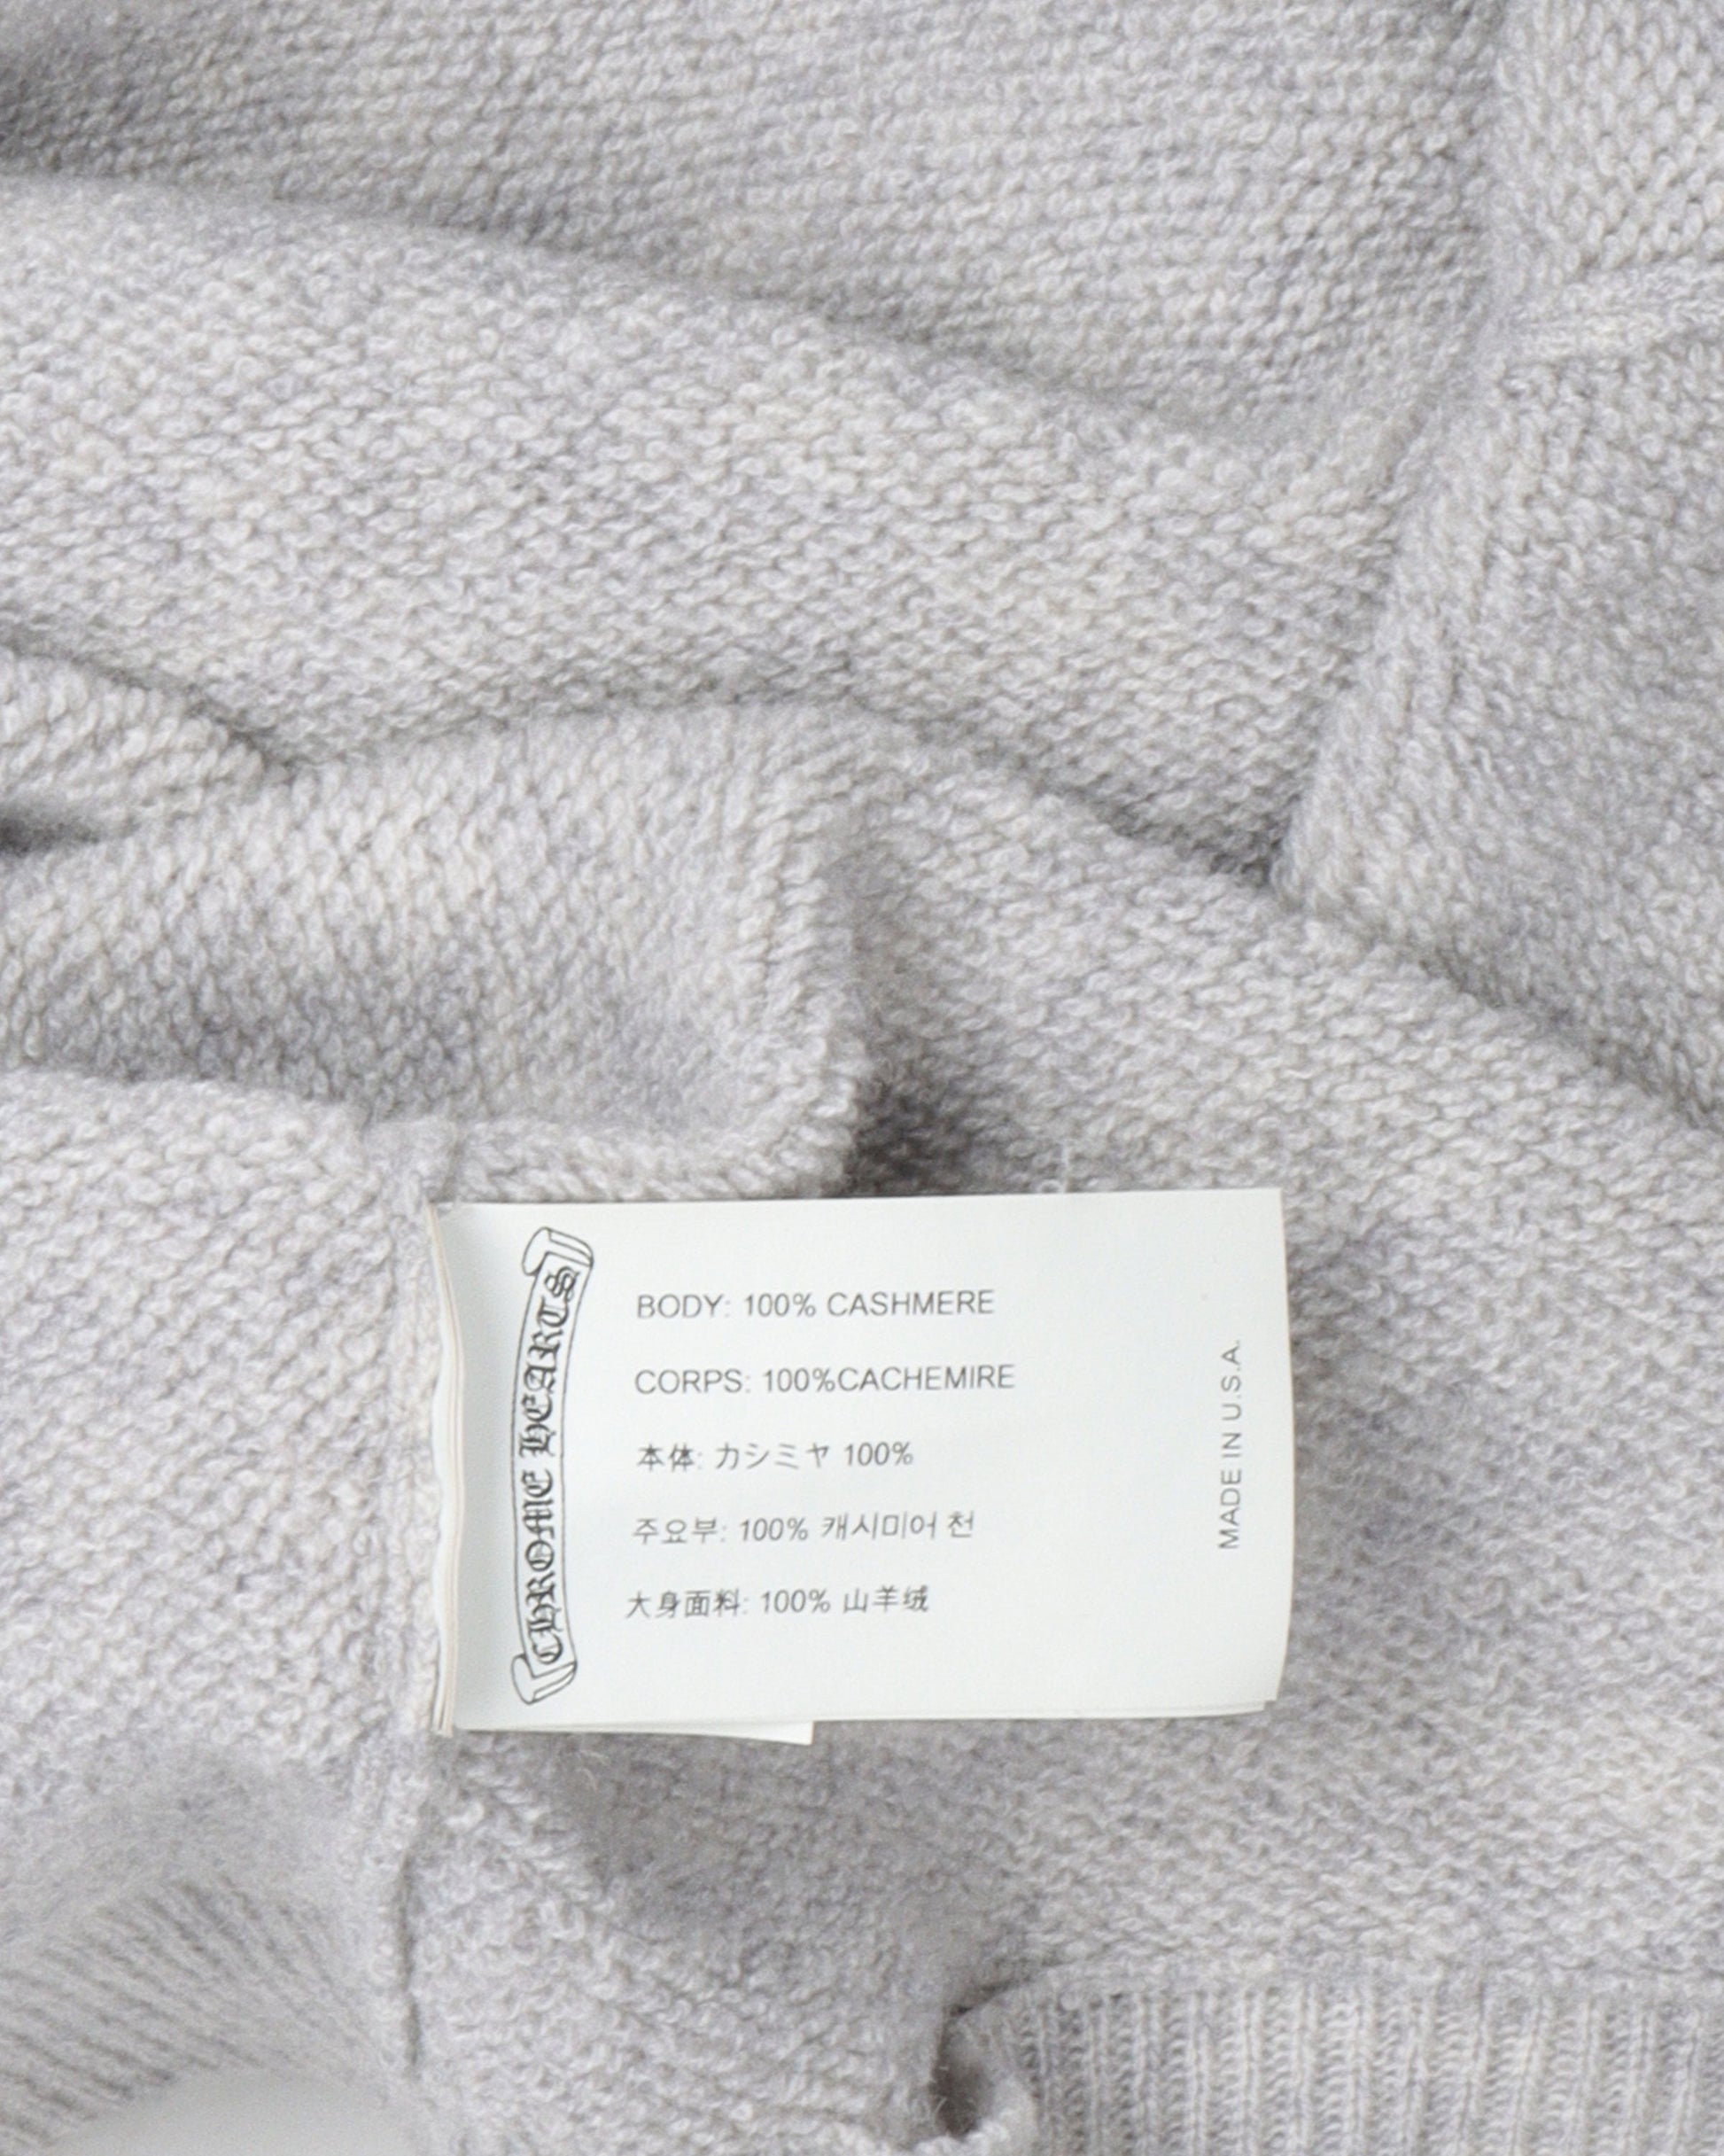 CHROME HEARTS
BODY: 100% CASHMERE
CORPS: 100%CACHEMIRE
本体: カシミヤ 100%
주요부: 100% 캐시미어 천
大身面料: 100% 山羊绒
MADE IN U.S.A.